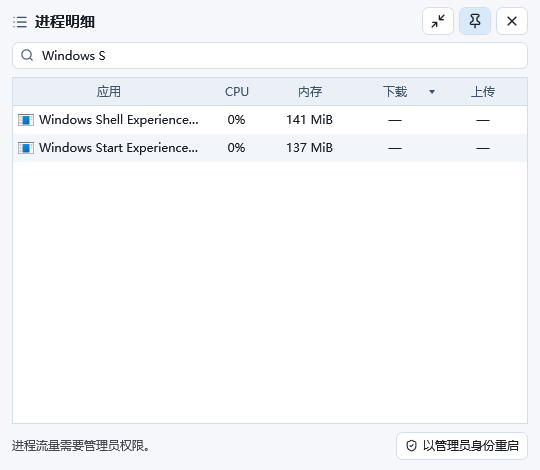 进程明细
Windows S
应用 CPU 内存 下载 上传
Windows Shell Experience... 0% 141 MiB — —
Windows Start Experience... 0% 137 MiB — —
进程流量需要管理员权限。 以管理员身份重启